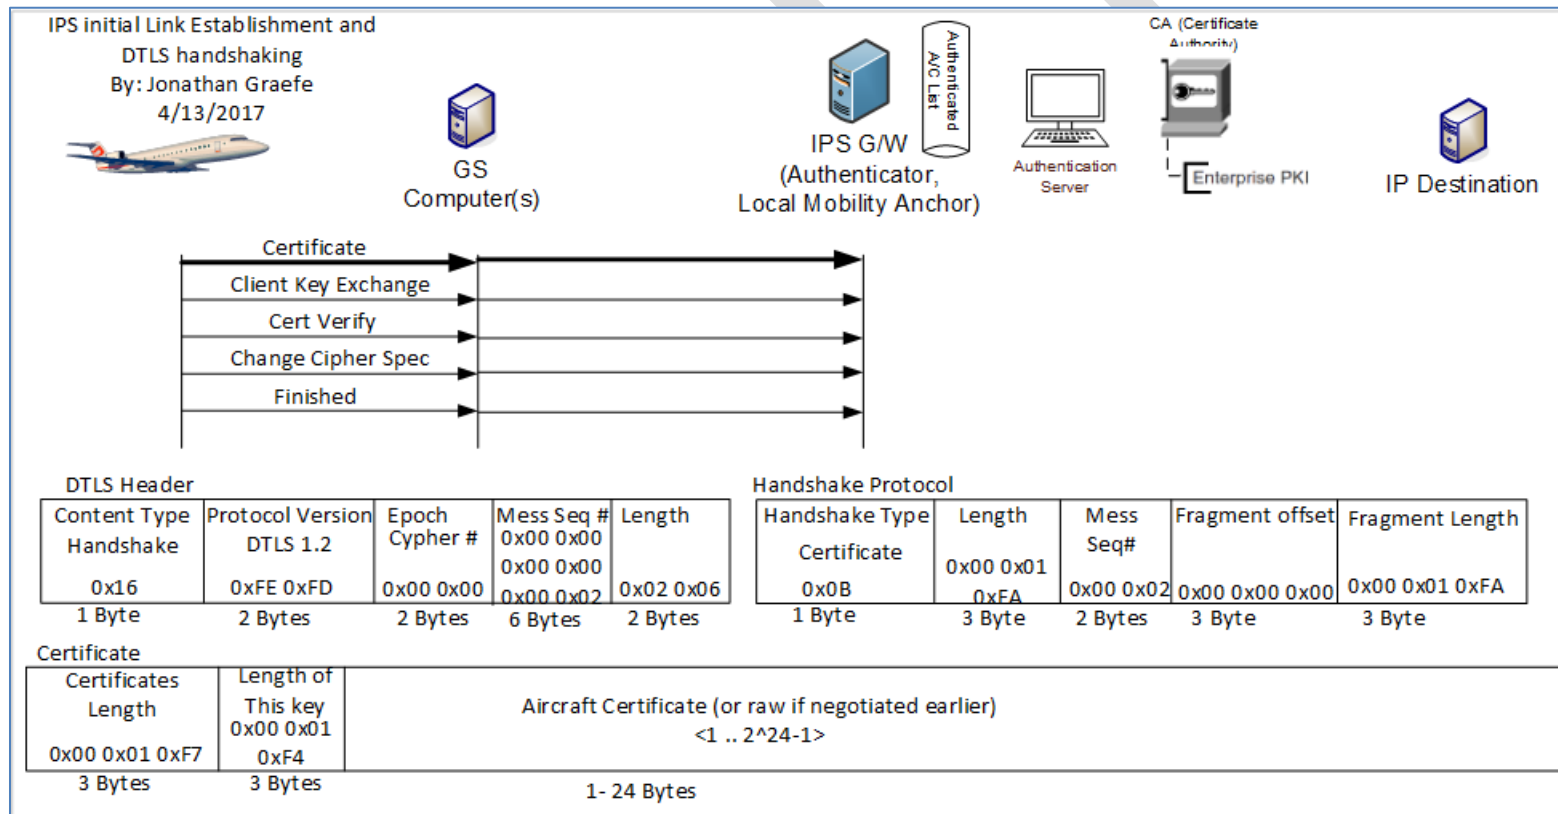 IPS initial Link Establishment and
DTLS handshaking
By: Jonathan Graefe
4/13/2017
GS
Computer(s)
IPS G/W
(Authenticator,
Local Mobility Anchor)
Authenticated
A/C List
Authentication
Server
CA (Certificate
Authority)
Enterprise PKI
IP Destination
Certificate
Client Key Exchange
Cert Verify
Change Cipher Spec
Finished
DTLS Header
Content Type
Handshake
0x16
1 Byte
Protocol Version
DTLS 1.2
0xFE 0xFD
2 Bytes
Epoch
Cypher #
0x00 0x00
2 Bytes
Mess Seq #
0x00 0x00
0x00 0x00
0x00 0x02
6 Bytes
Length
0x02 0x06
2 Bytes
Handshake Protocol
Handshake Type
Certificate
0x0B
1 Byte
Length
0x00 0x01
0xFA
3 Byte
Mess
Seq#
0x00 0x02
2 Bytes
Fragment offset
0x00 0x00 0x00
3 Byte
Fragment Length
0x00 0x01 0xFA
3 Byte
Certificate
Certificates
Length
0x00 0x01 0xF7
3 Bytes
Length of
This key
0x00 0x01
0xF4
3 Bytes
Aircraft Certificate (or raw if negotiated earlier)
<1 .. 2^24-1>
1- 24 Bytes